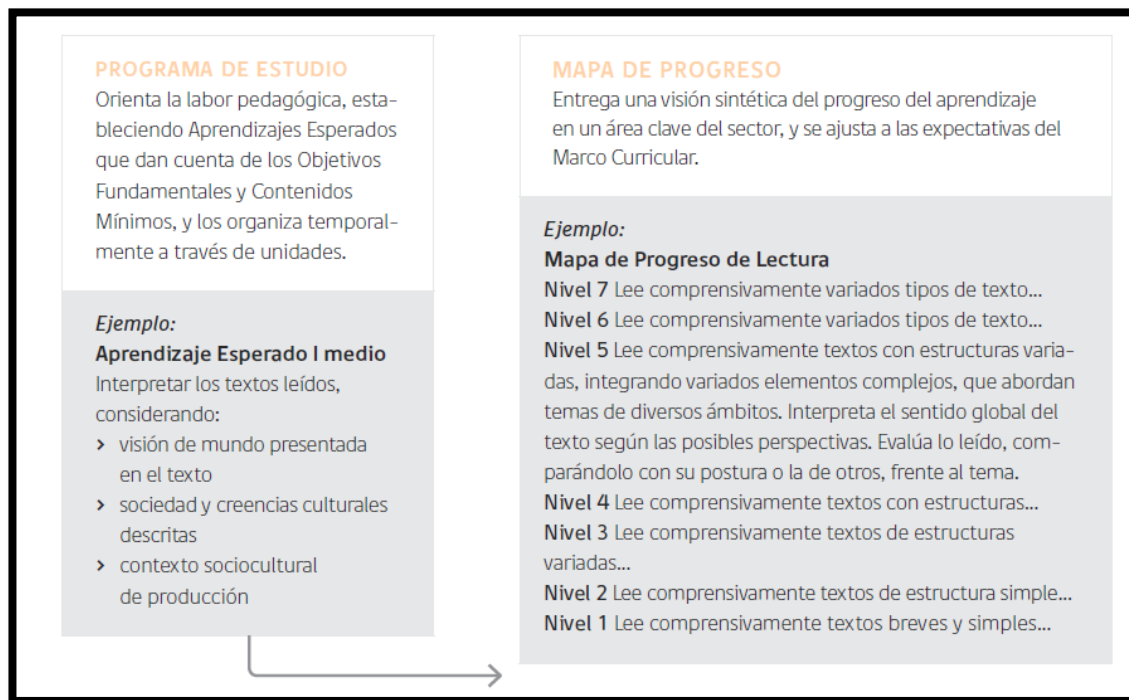 PROGRAMA DE ESTUDIO
Orienta la labor pedagógica, esta-
bleciendo Aprendizajes Esperados
que dan cuenta de los Objetivos
Fundamentales y Contenidos
Mínimos, y los organiza temporal-
mente a través de unidades.
Ejemplo:
Aprendizaje Esperado I medio
Interpretar los textos leídos,
considerando:
> visión de mundo presentada
en el texto
> sociedad y creencias culturales
descritas
> contexto sociocultural
de producción
MAPA DE PROGRESO
Entrega una visión sintética del progreso del aprendizaje
en un área clave del sector, y se ajusta a las expectativas del
Marco Curricular.
Ejemplo:
Mapa de Progreso de Lectura
Nivel 7 Lee comprensivamente variados tipos de texto...
Nivel 6 Lee comprensivamente variados tipos de texto...
Nivel 5 Lee comprensivamente textos con estructuras varia-
das, integrando variados elementos complejos, que abordan
temas de diversos ámbitos. Interpreta el sentido global del
texto según las posibles perspectivas. Evalúa lo leído, com-
parándolo con su postura o la de otros, frente al tema.
Nivel 4 Lee comprensivamente textos con estructuras...
Nivel 3 Lee comprensivamente textos de estructuras
variadas...
Nivel 2 Lee comprensivamente textos de estructura simple...
Nivel 1 Lee comprensivamente textos breves y simples...